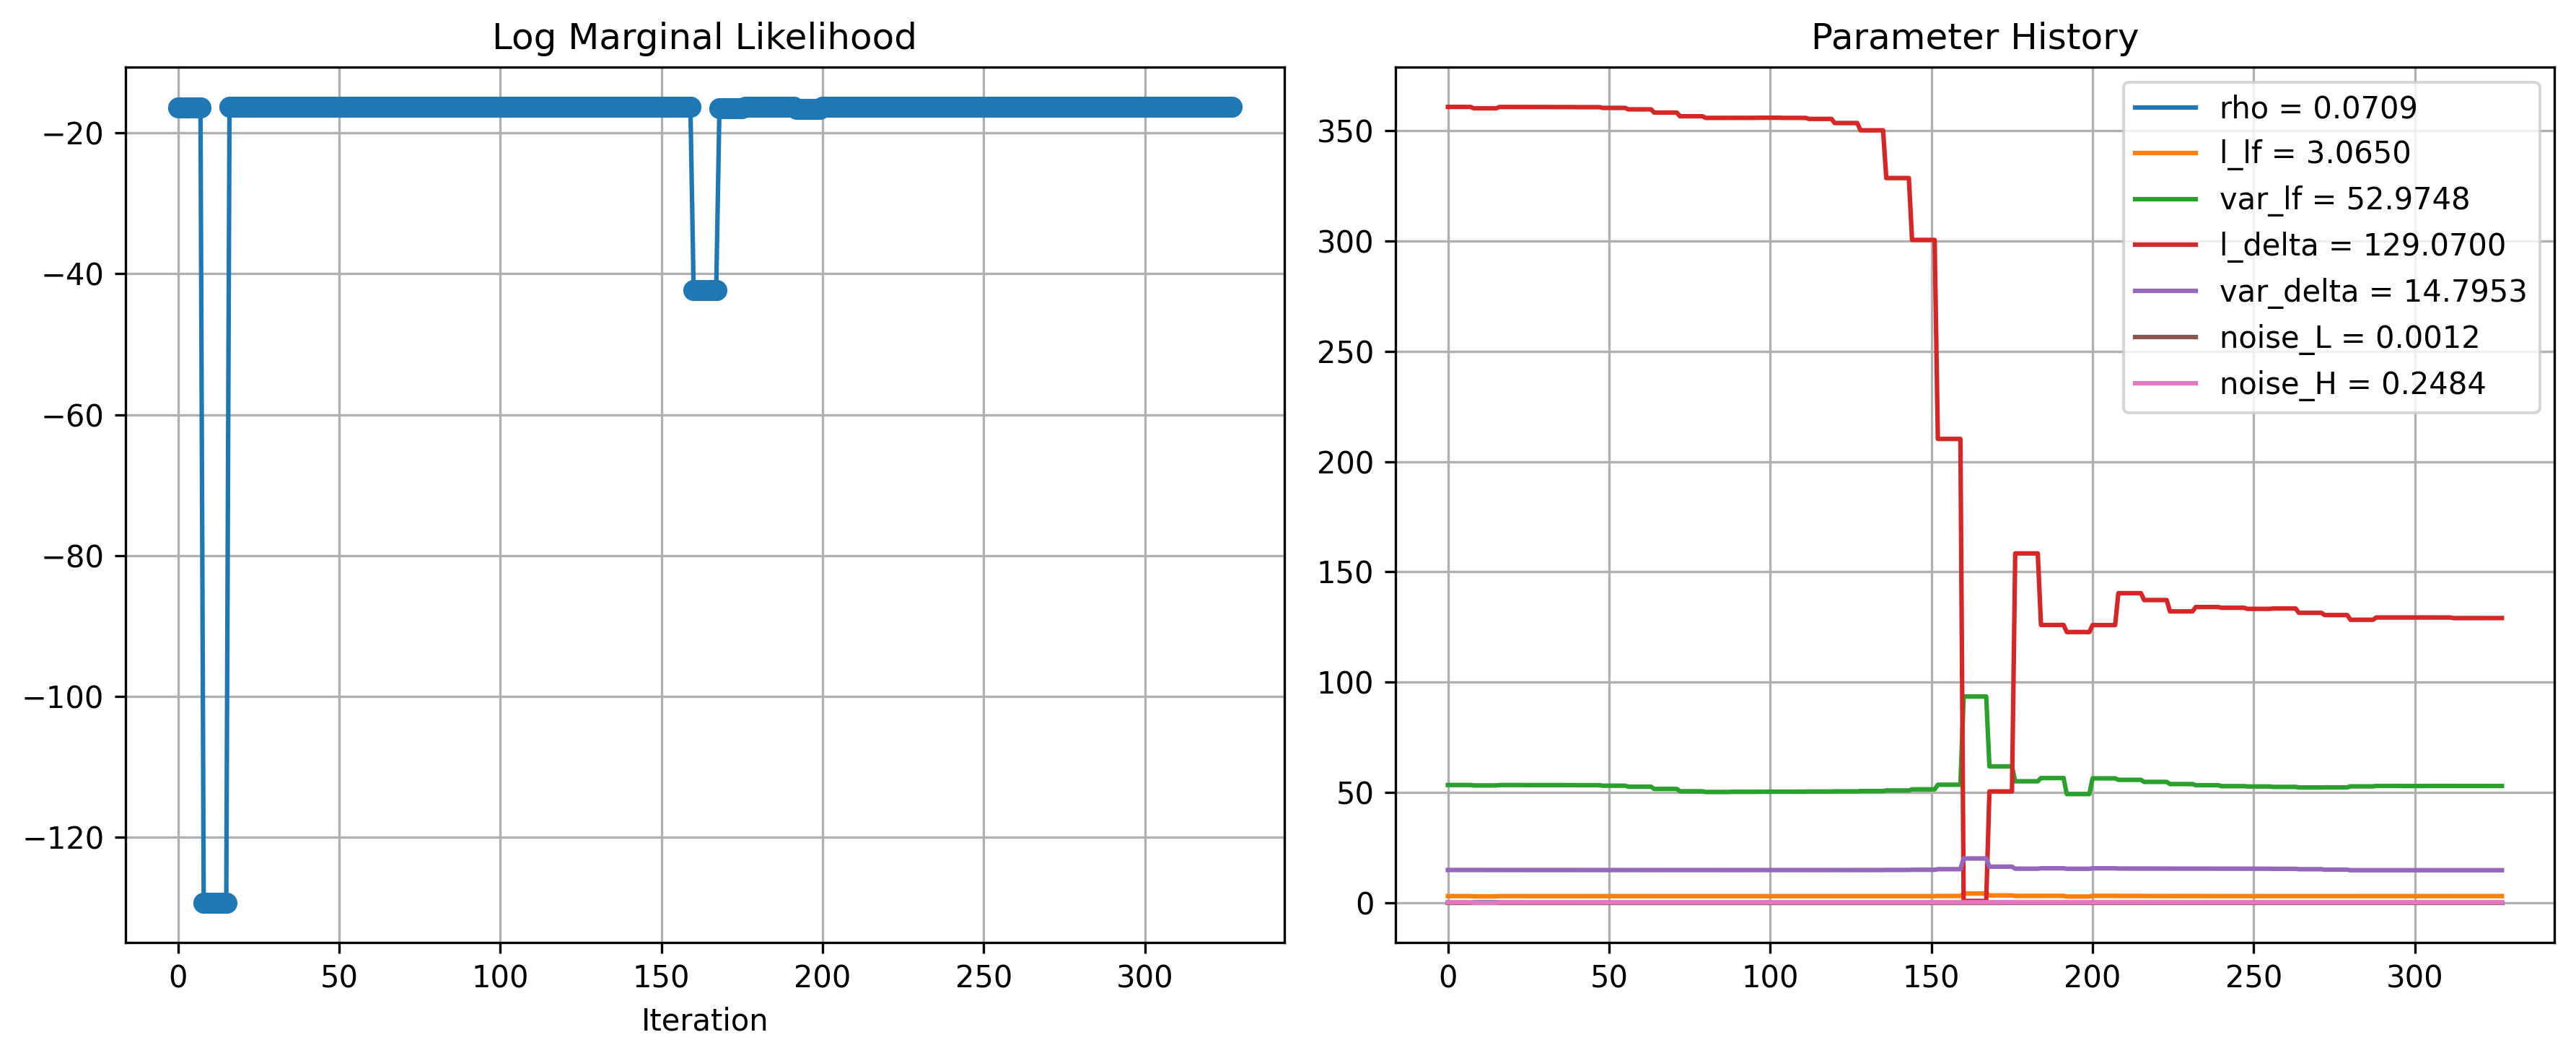 Log Marginal Likelihood
−20
−40
−60
−80
−100
−120
0 50 100 150 200 250 300
Iteration
Parameter History
350
300
250
200
150
100
50
0
0 50 100 150 200 250 300
rho = 0.0709
l_lf = 3.0650
var_lf = 52.9748
l_delta = 129.0700
var_delta = 14.7953
noise_L = 0.0012
noise_H = 0.2484